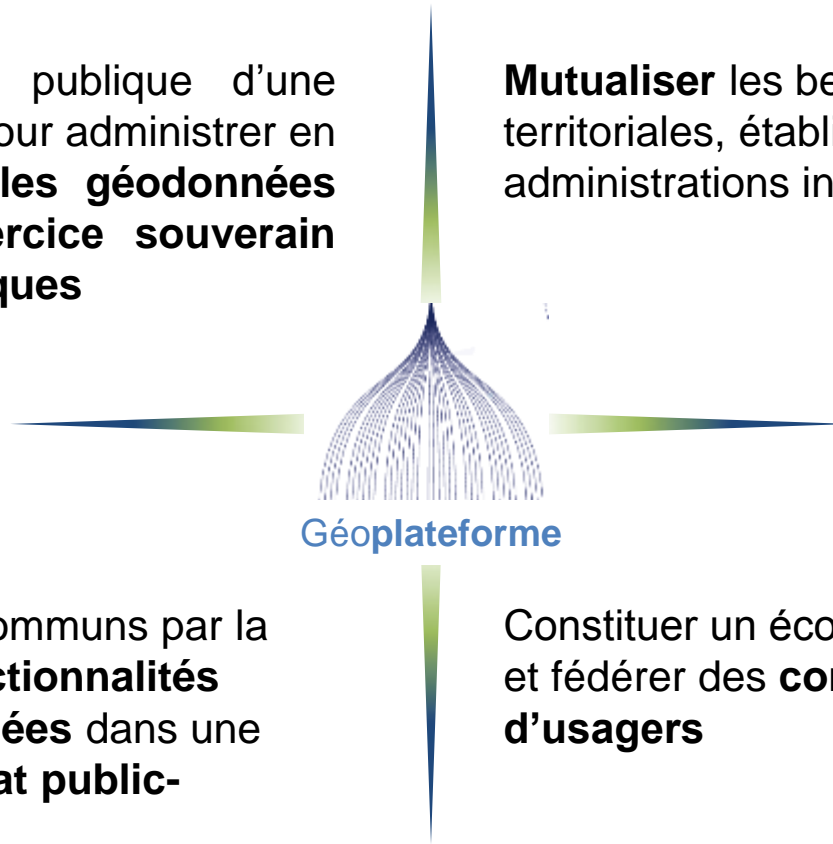 publique d'une
our administrer en
les géodonnées
ercice souverain
ques
Mutualiser les be
territoriales, établi
administrations in
Géoplateforme
ommuns par la
ctionnalités
ées dans une
at public-
Constituer un éco
et fédérer des co
d'usagers